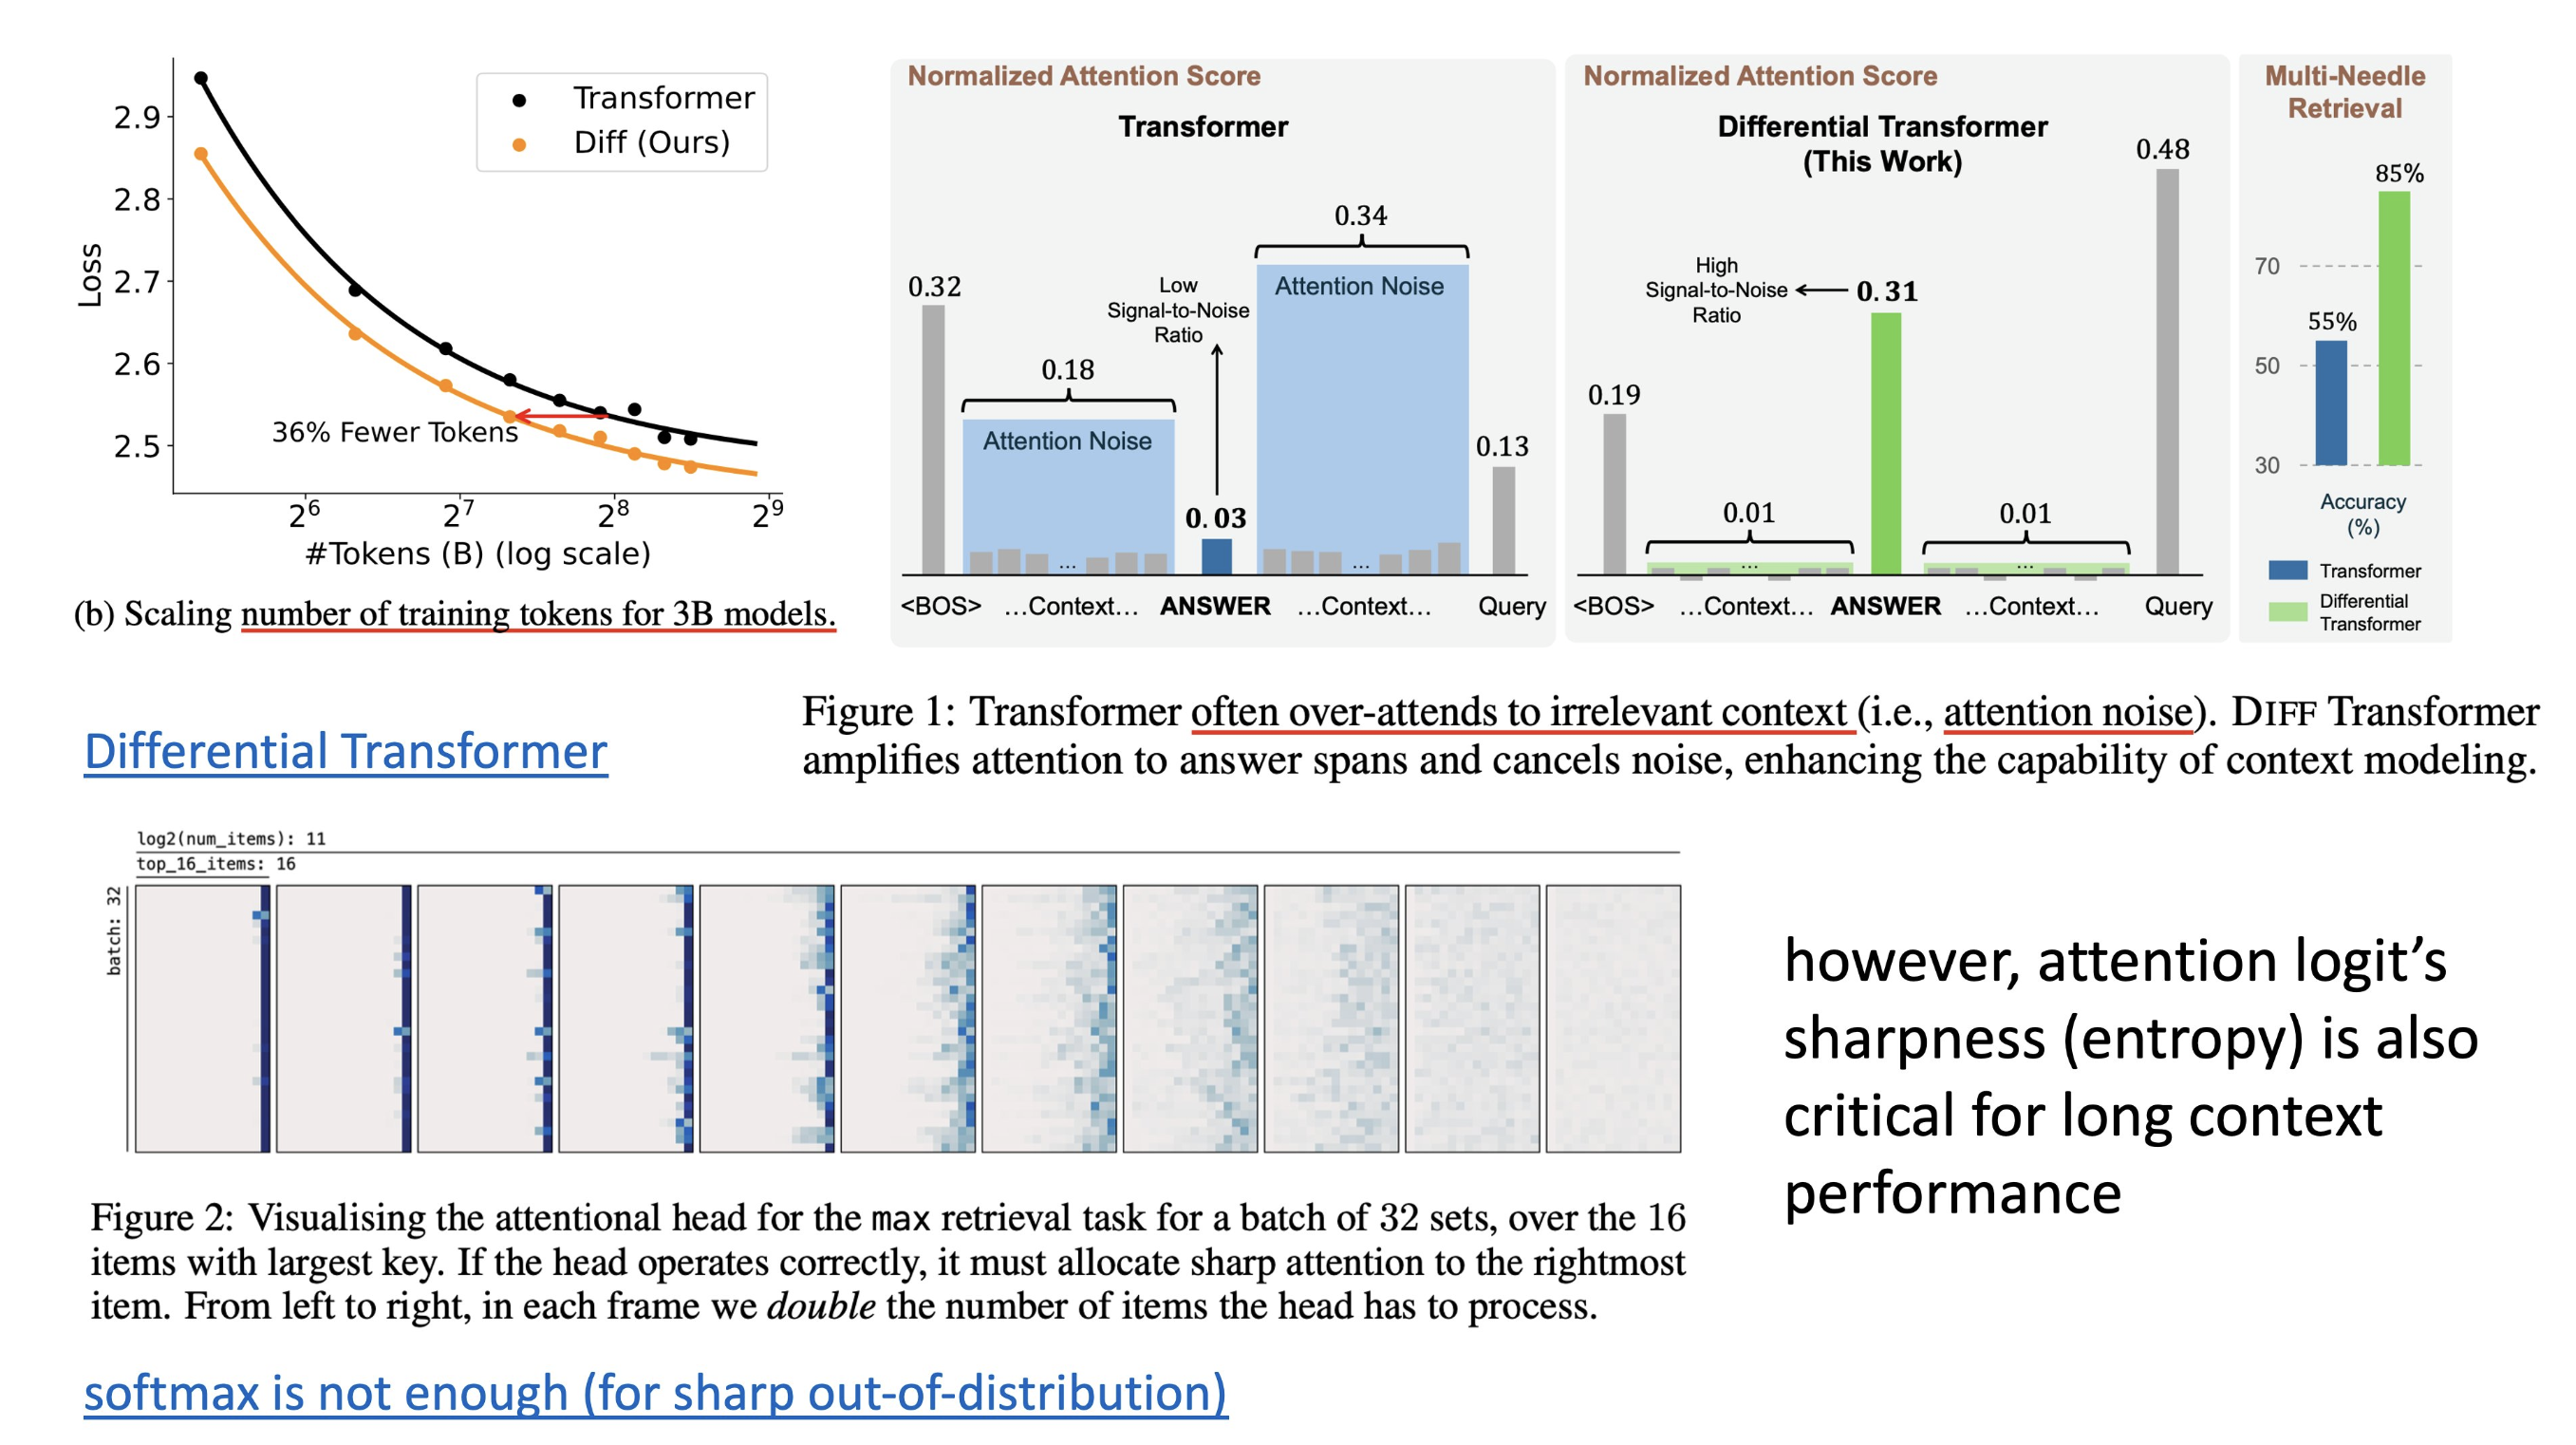 2.9
2.8
2.7
2.6
2.5
Loss
Transformer
Diff (Ours)
36% Fewer Tokens
2⁶ 2⁷ 2⁸ 2⁹
#Tokens (B) (log scale)
(b) Scaling number of training tokens for 3B models.
Normalized Attention Score
Transformer
0.32
0.18
Attention Noise
Low
Signal-to-Noise
Ratio
0.03
0.34
Attention Noise
0.13
<BOS> ...Context... ANSWER ...Context... Query
... ...
Normalized Attention Score
Differential Transformer
(This Work)
0.19
High
Signal-to-Noise
Ratio
0.31
0.01
0.01
0.48
... ...
<BOS> ...Context... ANSWER ...Context... Query
Multi-Needle
Retrieval
85%
70
55%
50
30
Accuracy
(%)
Transformer
Differential
Transformer
Differential Transformer
Figure 1: Transformer often over-attends to irrelevant context (i.e., attention noise). DIFF Transformer
amplifies attention to answer spans and cancels noise, enhancing the capability of context modeling.
log2(num_items): 11
top_16_items: 16
batch: 32
however, attention logit’s
sharpness (entropy) is also
critical for long context
performance
Figure 2: Visualising the attentional head for the max retrieval task for a batch of 32 sets, over the 16
items with largest key. If the head operates correctly, it must allocate sharp attention to the rightmost
item. From left to right, in each frame we double the number of items the head has to process.
softmax is not enough (for sharp out-of-distribution)